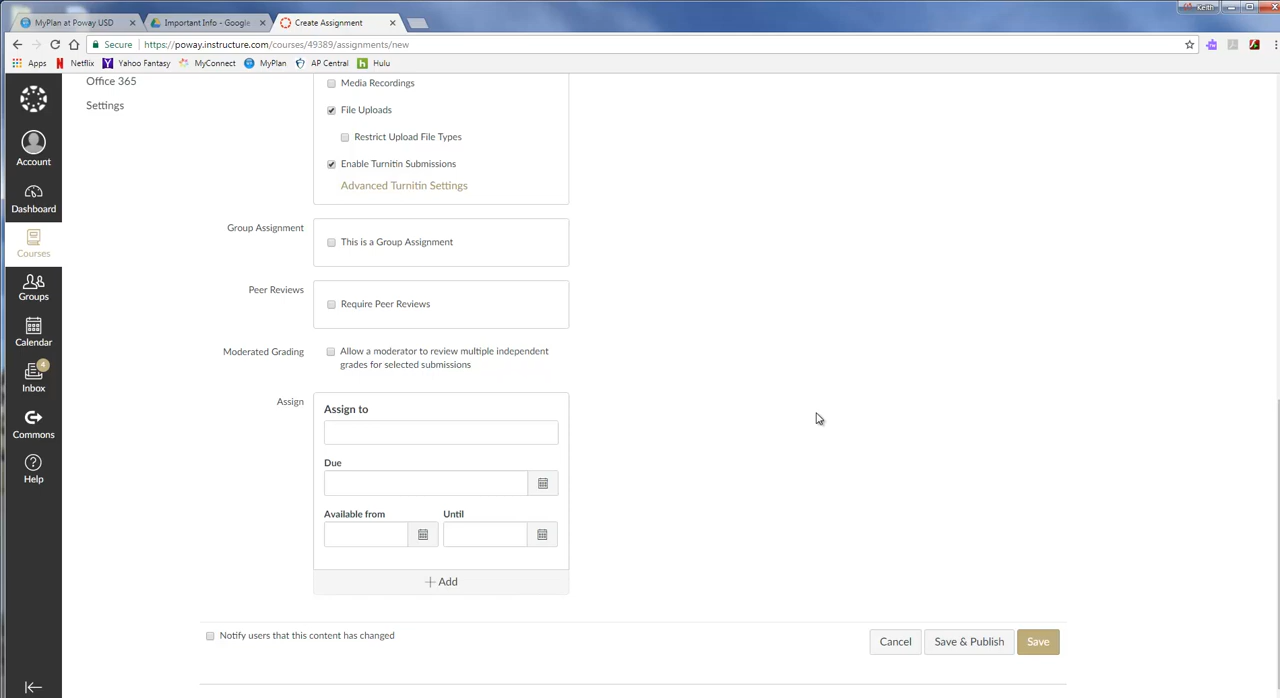 Keith
MyPlan at Poway USD
Important Info - Google
Create Assignment
Secure
https://poway.instructure.com/courses/49389/assignments/new
Apps
Netflix
Yahoo Fantasy
MyConnect
MyPlan
AP Central
Hulu
Office 365
Settings
Account
Dashboard
Courses
Groups
Calendar
4
Inbox
Commons
Help
Media Recordings
File Uploads
Restrict Upload File Types
Enable Turnitin Submissions
Advanced Turnitin Settings
Group Assignment
This is a Group Assignment
Peer Reviews
Require Peer Reviews
Moderated Grading
Allow a moderator to review multiple independent
grades for selected submissions
Assign
Assign to
Due
Available from
Until
Add
Notify users that this content has changed
Cancel
Save & Publish
Save